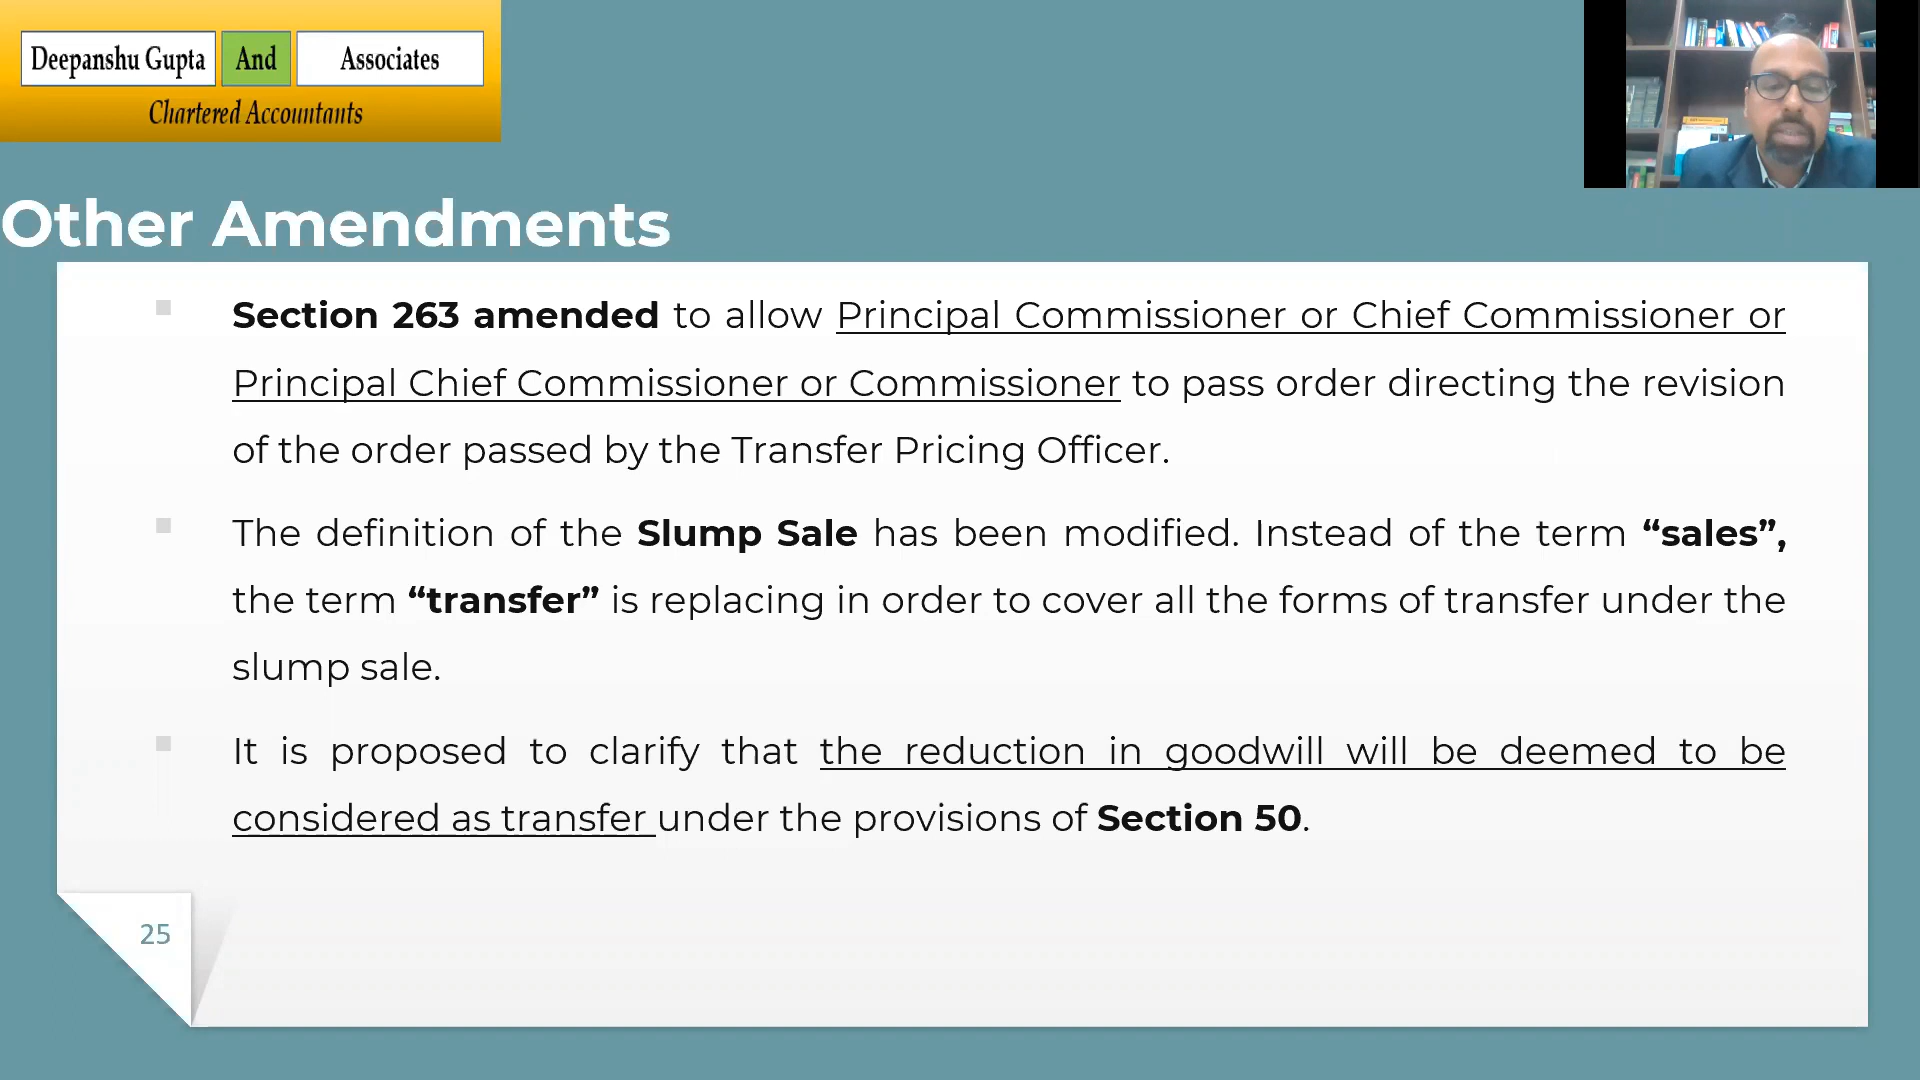 Deepanshu Gupta And Associates
Chartered Accountants
Other Amendments
Section 263 amended to allow Principal Commissioner or Chief Commissioner or
Principal Chief Commissioner or Commissioner to pass order directing the revision
of the order passed by the Transfer Pricing Officer.
The definition of the Slump Sale has been modified. Instead of the term “sales”,
the term “transfer” is replacing in order to cover all the forms of transfer under the
slump sale.
It is proposed to clarify that the reduction in goodwill will be deemed to be
considered as transfer under the provisions of Section 50.
25